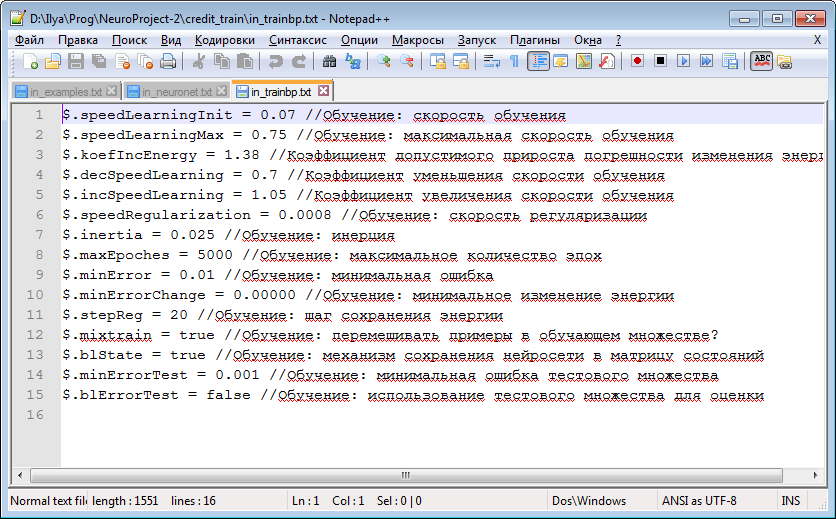 D:\Ilya\Prog\NeuroProject-2\credit_train\in_trainbp.txt - Notepad++
Файл Правка Поиск Вид Кодировки Синтаксис Опции Макросы Запуск Плагины Окна ? X
in_examples.txt in_neuronet.txt in_trainbp.txt
1 $.speedLearningInit = 0.07 //Обучение: скорость обучения
2 $.speedLearningMax = 0.75 //Обучение: максимальная скорость обучения
3 $.koefIncEnergy = 1.38 //Коэффициент допустимого прироста погрешности изменения энерг
4 $.decSpeedLearning = 0.7 //Коэффициент уменьшения скорости обучения
5 $.incSpeedLearning = 1.05 //Коэффициент увеличения скорости обучения
6 $.speedRegularization = 0.0008 //Обучение: скорость регуляризации
7 $.inertia = 0.025 //Обучение: инерция
8 $.maxEpoches = 5000 //Обучение: максимальное количество эпох
9 $.minError = 0.01 //Обучение: минимальная ошибка
10 $.minErrorChange = 0.00000 //Обучение: минимальное изменение энергии
11 $.stepReg = 20 //Обучение: шаг сохранения энергии
12 $.mixtrain = true //Обучение: перемешивать примеры в обучающем множестве?
13 $.blState = true //Обучение: механизм сохранения нейросети в матрицу состояний
14 $.minErrorTest = 0.001 //Обучение: минимальная ошибка тестового множества
15 $.blErrorTest = false //Обучение: использование тестового множества для оценки
16
Normal text file length : 1551 lines : 16 Ln : 1 Col : 1 Sel : 0 | 0 Dos\Windows ANSI as UTF-8 INS